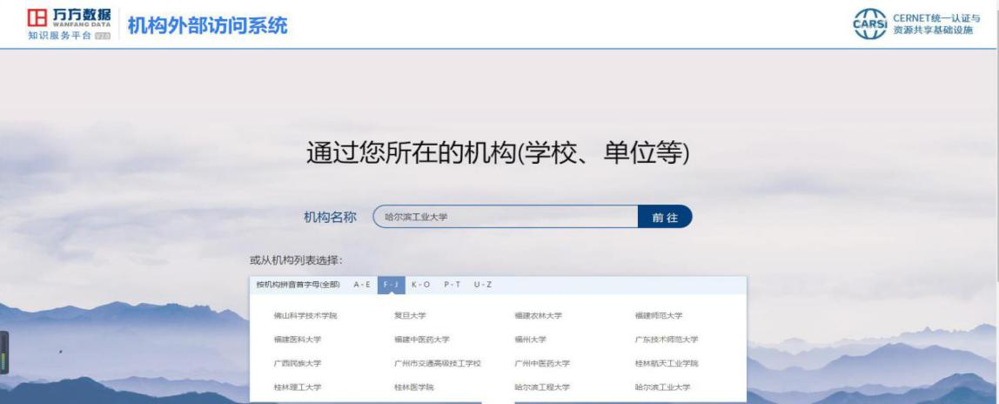 万方数据
WANFANG DATA
知识服务平台 V2.0
机构外部访问系统
CARSI
CERNET统一认证与
资源共享基础设施
通过您所在的机构(学校、单位等)
机构名称 哈尔滨工业大学 前往
或从机构列表选择：
按机构拼音首字母(全部) A - E F - J K - O P - T U - Z
佛山科学技术学院 复旦大学 福建农林大学 福建师范大学
福建医科大学 福建中医药大学 福州大学 广东技术师范大学
广西民族大学 广州市交通高级技工学校 广州中医药大学 桂林航天工业学院
桂林理工大学 桂林医学院 哈尔滨工程大学 哈尔滨工业大学